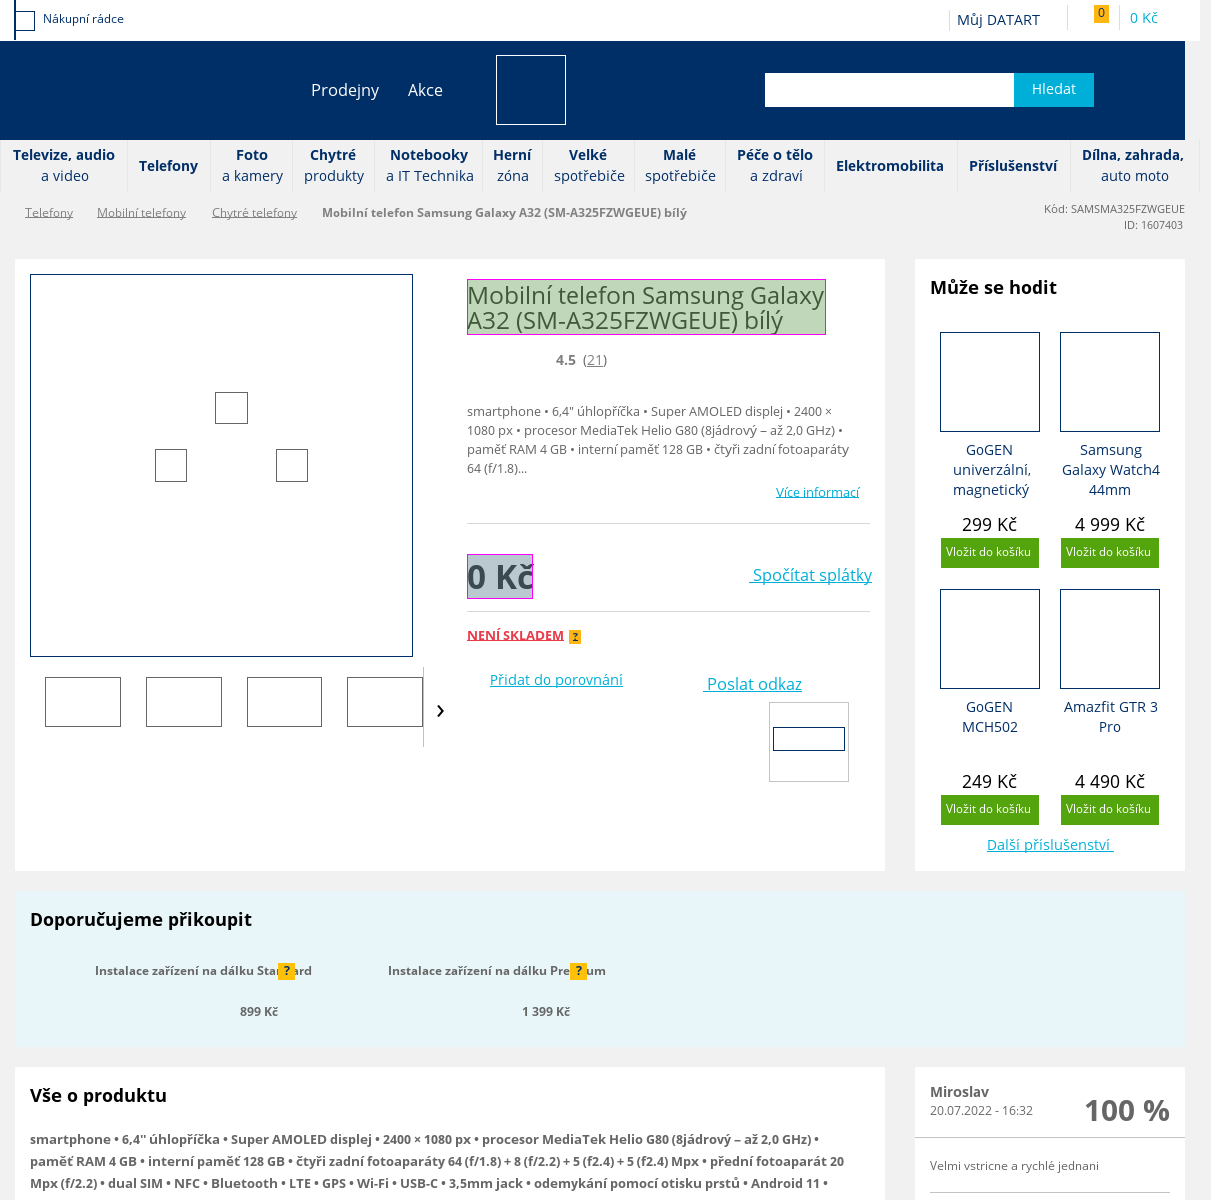 Nákupní rádce
Můj DATART
0
0 Kč
Prodejny
Akce
Hledat
Televize, audio
a video
Telefony
Foto
a kamery
Chytré
produkty
Notebooky
a IT Technika
Herní
zóna
Velké
spotřebiče
Malé
spotřebiče
Péče o tělo
a zdraví
Elektromobilita
Příslušenství
Dílna, zahrada,
auto moto
Telefony
Mobilní telefony
Chytré telefony
Mobilní telefon Samsung Galaxy A32 (SM-A325FZWGEUE) bílý
Kód: SAMSMA325FZWGEUE
ID: 1607403
Mobilní telefon Samsung Galaxy
A32 (SM-A325FZWGEUE) bílý
4.5 (21)
smartphone • 6,4" úhlopříčka • Super AMOLED displej • 2400 ×
1080 px • procesor MediaTek Helio G80 (8jádrový – až 2,0 GHz) •
paměť RAM 4 GB • interní paměť 128 GB • čtyři zadní fotoaparáty
64 (f/1.8)...
Více informací
0 Kč
Spočítat splátky
NENÍ SKLADEM ?
Přidat do porovnání
Poslat odkaz
›
Může se hodit
GoGEN
univerzální,
magnetický
299 Kč
Vložit do košíku
Samsung
Galaxy Watch4
44mm
4 999 Kč
Vložit do košíku
GoGEN
MCH502
249 Kč
Vložit do košíku
Amazfit GTR 3
Pro
4 490 Kč
Vložit do košíku
Další příslušenství
Doporučujeme přikoupit
Instalace zařízení na dálku Standard ?
899 Kč
Instalace zařízení na dálku Premium ?
1 399 Kč
Vše o produktu
smartphone • 6,4'' úhlopříčka • Super AMOLED displej • 2400 × 1080 px • procesor MediaTek Helio G80 (8jádrový – až 2,0 GHz) •
paměť RAM 4 GB • interní paměť 128 GB • čtyři zadní fotoaparáty 64 (f/1.8) + 8 (f/2.2) + 5 (f2.4) + 5 (f2.4) Mpx • přední fotoaparát 20
Mpx (f/2.2) • dual SIM • NFC • Bluetooth • LTE • GPS • Wi-Fi • USB-C • 3,5mm jack • odemykání pomocí otisku prstů • Android 11 •
Miroslav
20.07.2022 - 16:32
100 %
Velmi vstricne a rychlé jednani